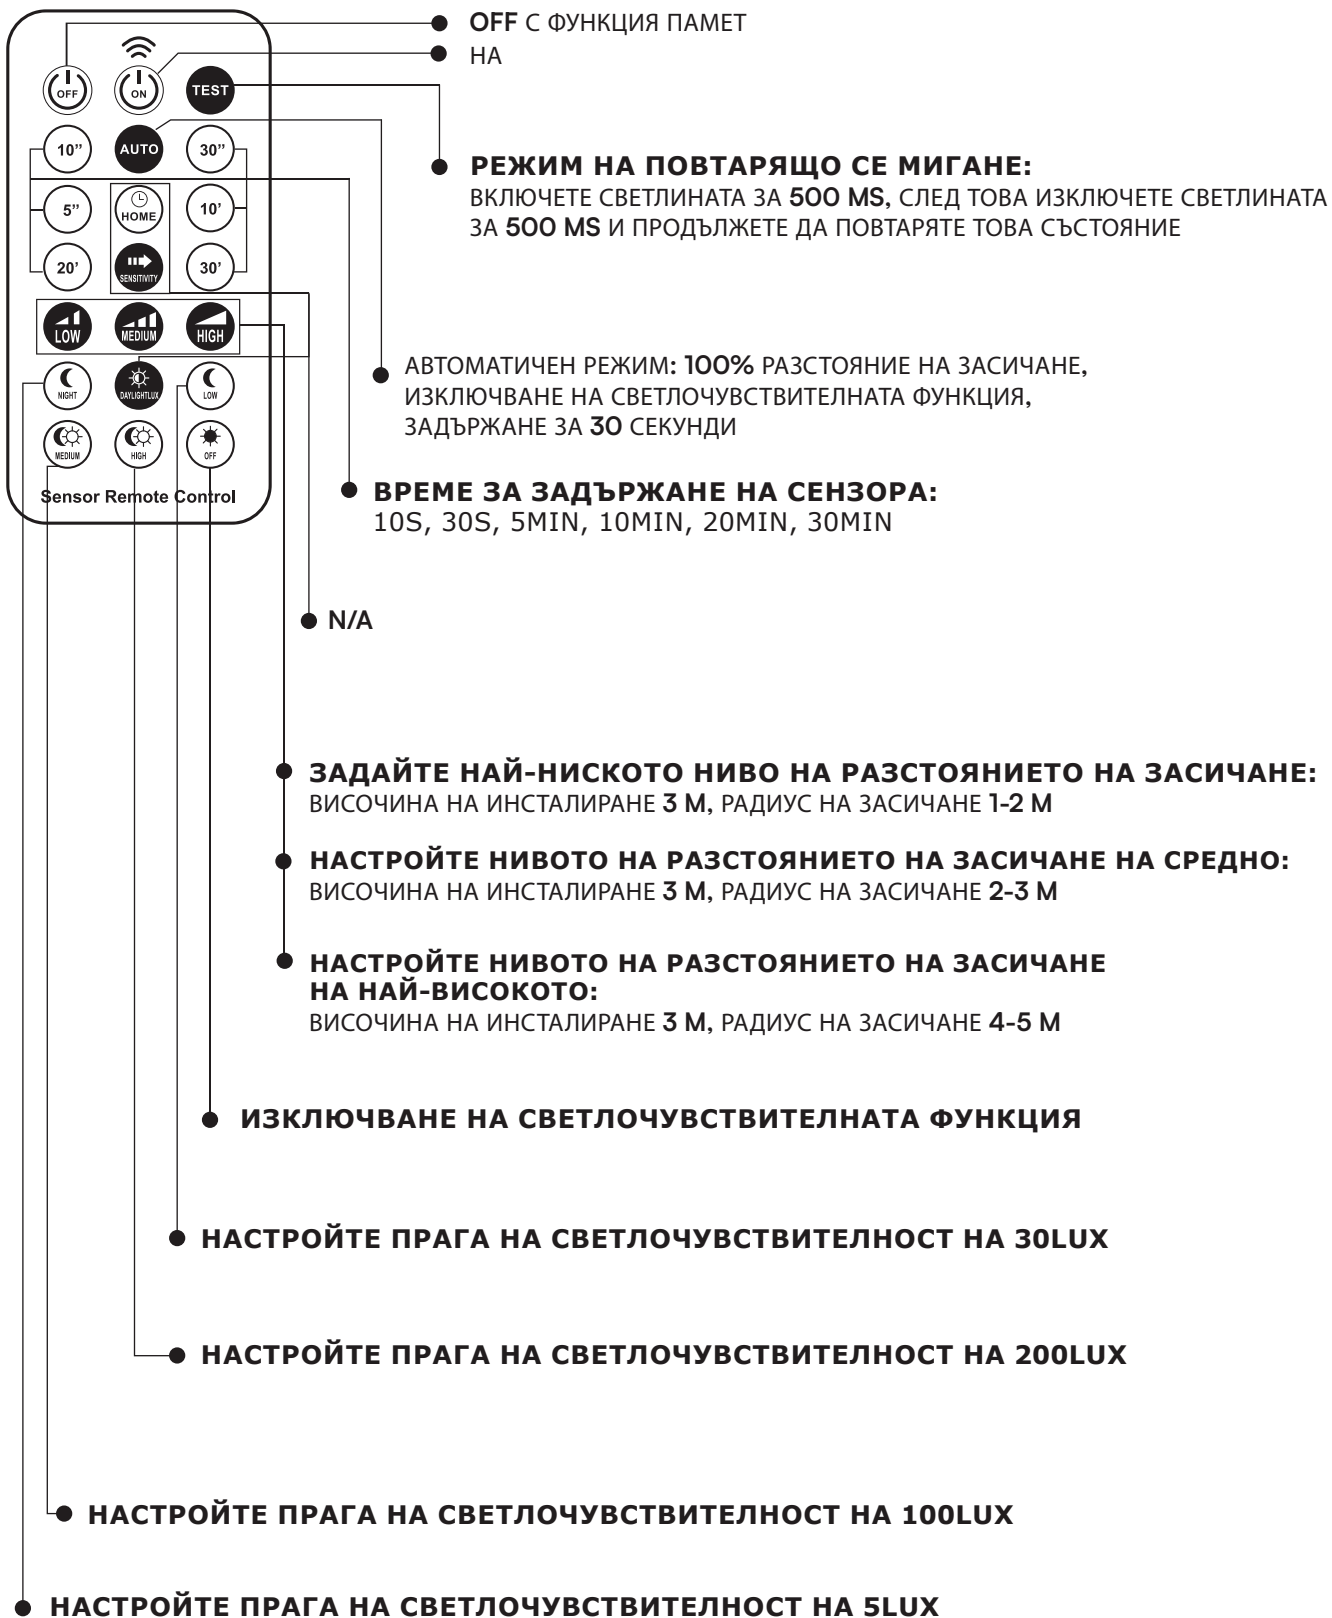 OFF С ФУНКЦИЯ ПАМЕТ
НА
OFF ON TEST
10” AUTO 30”
РЕЖИМ НА ПОВТАРЯЩО СЕ МИГАНЕ:
ВКЛЮЧЕТЕ СВЕТЛИНАТА ЗА 500 MS, СЛЕД ТОВА ИЗКЛЮЧЕТЕ СВЕТЛИНАТА
ЗА 500 MS И ПРОДЪЛЖЕТЕ ДА ПОВТАРЯТЕ ТОВА СЪСТОЯНИЕ
5” HOME 10’
20’ SENSITIVITY 30’
LOW MEDIUM HIGH
АВТОМАТИЧЕН РЕЖИМ: 100% РАЗСТОЯНИЕ НА ЗАСИЧАНЕ,
ИЗКЛЮЧВАНЕ НА СВЕТЛОЧУВСТВИТЕЛНАТА ФУНКЦИЯ,
ЗАДЪРЖАНЕ ЗА 30 СЕКУНДИ
NIGHT DAYLIGHTLUX LOW
MEDIUM HIGH OFF
Sensor Remote Control
ВРЕМЕ ЗА ЗАДЪРЖАНЕ НА СЕНЗОРА:
10S, 30S, 5MIN, 10MIN, 20MIN, 30MIN
N/A
ЗАДАЙТЕ НАЙ-НИСКОТО НИВО НА РАЗСТОЯНИЕТО НА ЗАСИЧАНЕ:
ВИСОЧИНА НА ИНСТАЛИРАНЕ 3 М, РАДИУС НА ЗАСИЧАНЕ 1-2 М
НАСТРОЙТЕ НИВОТО НА РАЗСТОЯНИЕТО НА ЗАСИЧАНЕ НА СРЕДНО:
ВИСОЧИНА НА ИНСТАЛИРАНЕ 3 М, РАДИУС НА ЗАСИЧАНЕ 2-3 М
НАСТРОЙТЕ НИВОТО НА РАЗСТОЯНИЕТО НА ЗАСИЧАНЕ
НА НАЙ-ВИСОКОТО:
ВИСОЧИНА НА ИНСТАЛИРАНЕ 3 М, РАДИУС НА ЗАСИЧАНЕ 4-5 М
ИЗКЛЮЧВАНЕ НА СВЕТЛОЧУВСТВИТЕЛНАТА ФУНКЦИЯ
НАСТРОЙТЕ ПРАГА НА СВЕТЛОЧУВСТВИТЕЛНОСТ НА 30LUX
НАСТРОЙТЕ ПРАГА НА СВЕТЛОЧУВСТВИТЕЛНОСТ НА 200LUX
НАСТРОЙТЕ ПРАГА НА СВЕТЛОЧУВСТВИТЕЛНОСТ НА 100LUX
НАСТРОЙТЕ ПРАГА НА СВЕТЛОЧУВСТВИТЕЛНОСТ НА 5LUX